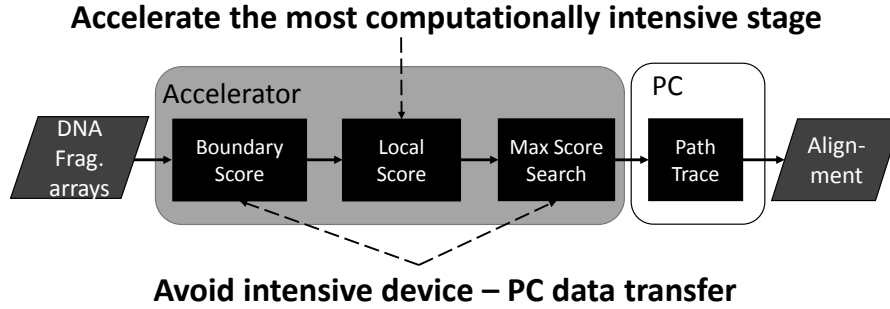 Accelerate the most computationally intensive stage
Accelerator
PC
DNA
Frag.
arrays
Boundary
Score
Local
Score
Max Score
Search
Path
Trace
Align-
ment
Avoid intensive device – PC data transfer